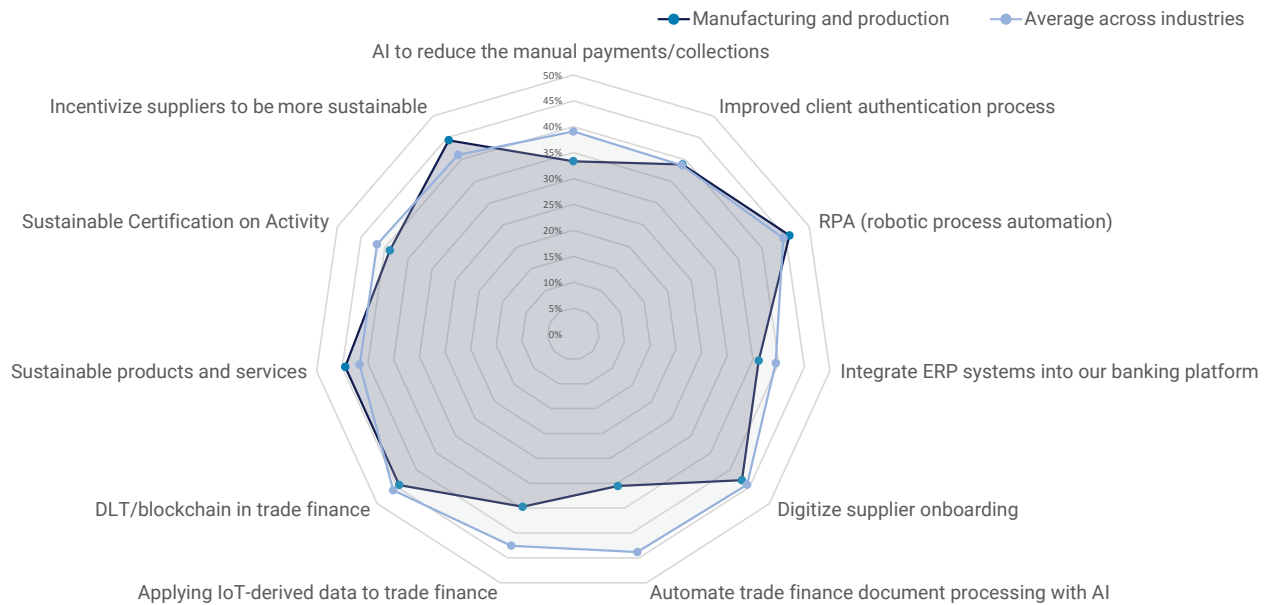 Manufacturing and production
Average across industries
AI to reduce the manual payments/collections
50%
Incentivize suppliers to be more sustainable
Improved client authentication process
45%
40%
35%
30%
25%
Sustainable Certification on Activity
RPA (robotic process automation)
20%
15%
10%
5%
0%
Sustainable products and services
Integrate ERP systems into our banking platform
DLT/blockchain in trade finance
Digitize supplier onboarding
Applying IoT-derived data to trade finance
Automate trade finance document processing with AI